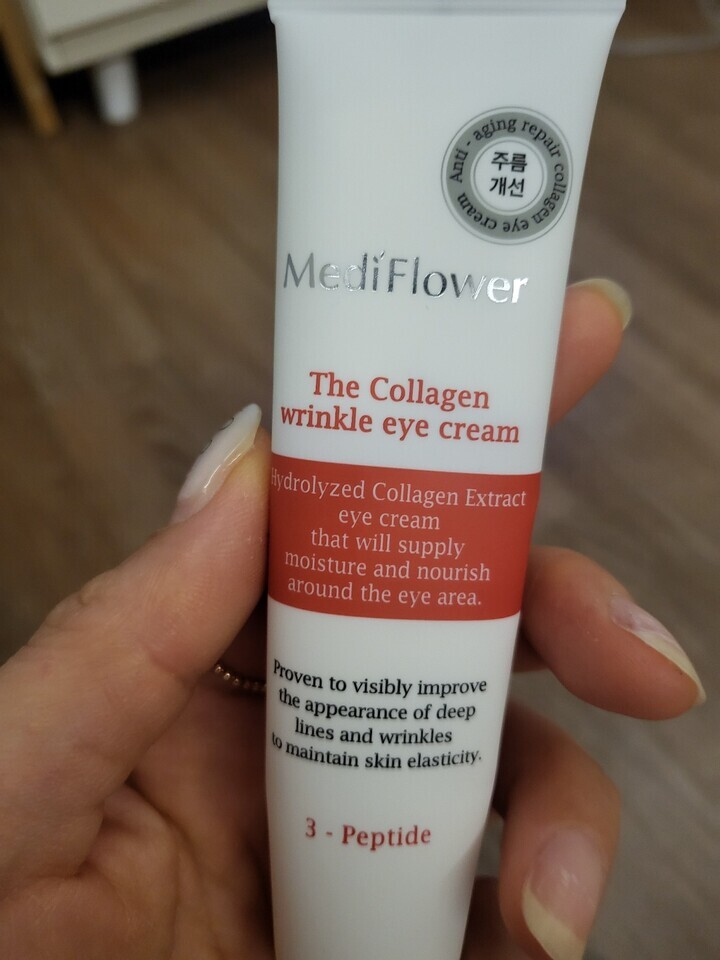 Anti - aging repair collagen eye cream
주름
개선
MediFlower
The Collagen
wrinkle eye cream
Hydrolyzed Collagen Extract
eye cream
that will supply
moisture and nourish
around the eye area.
Proven to visibly improve
the appearance of deep
lines and wrinkles
to maintain skin elasticity.
3 - Peptide